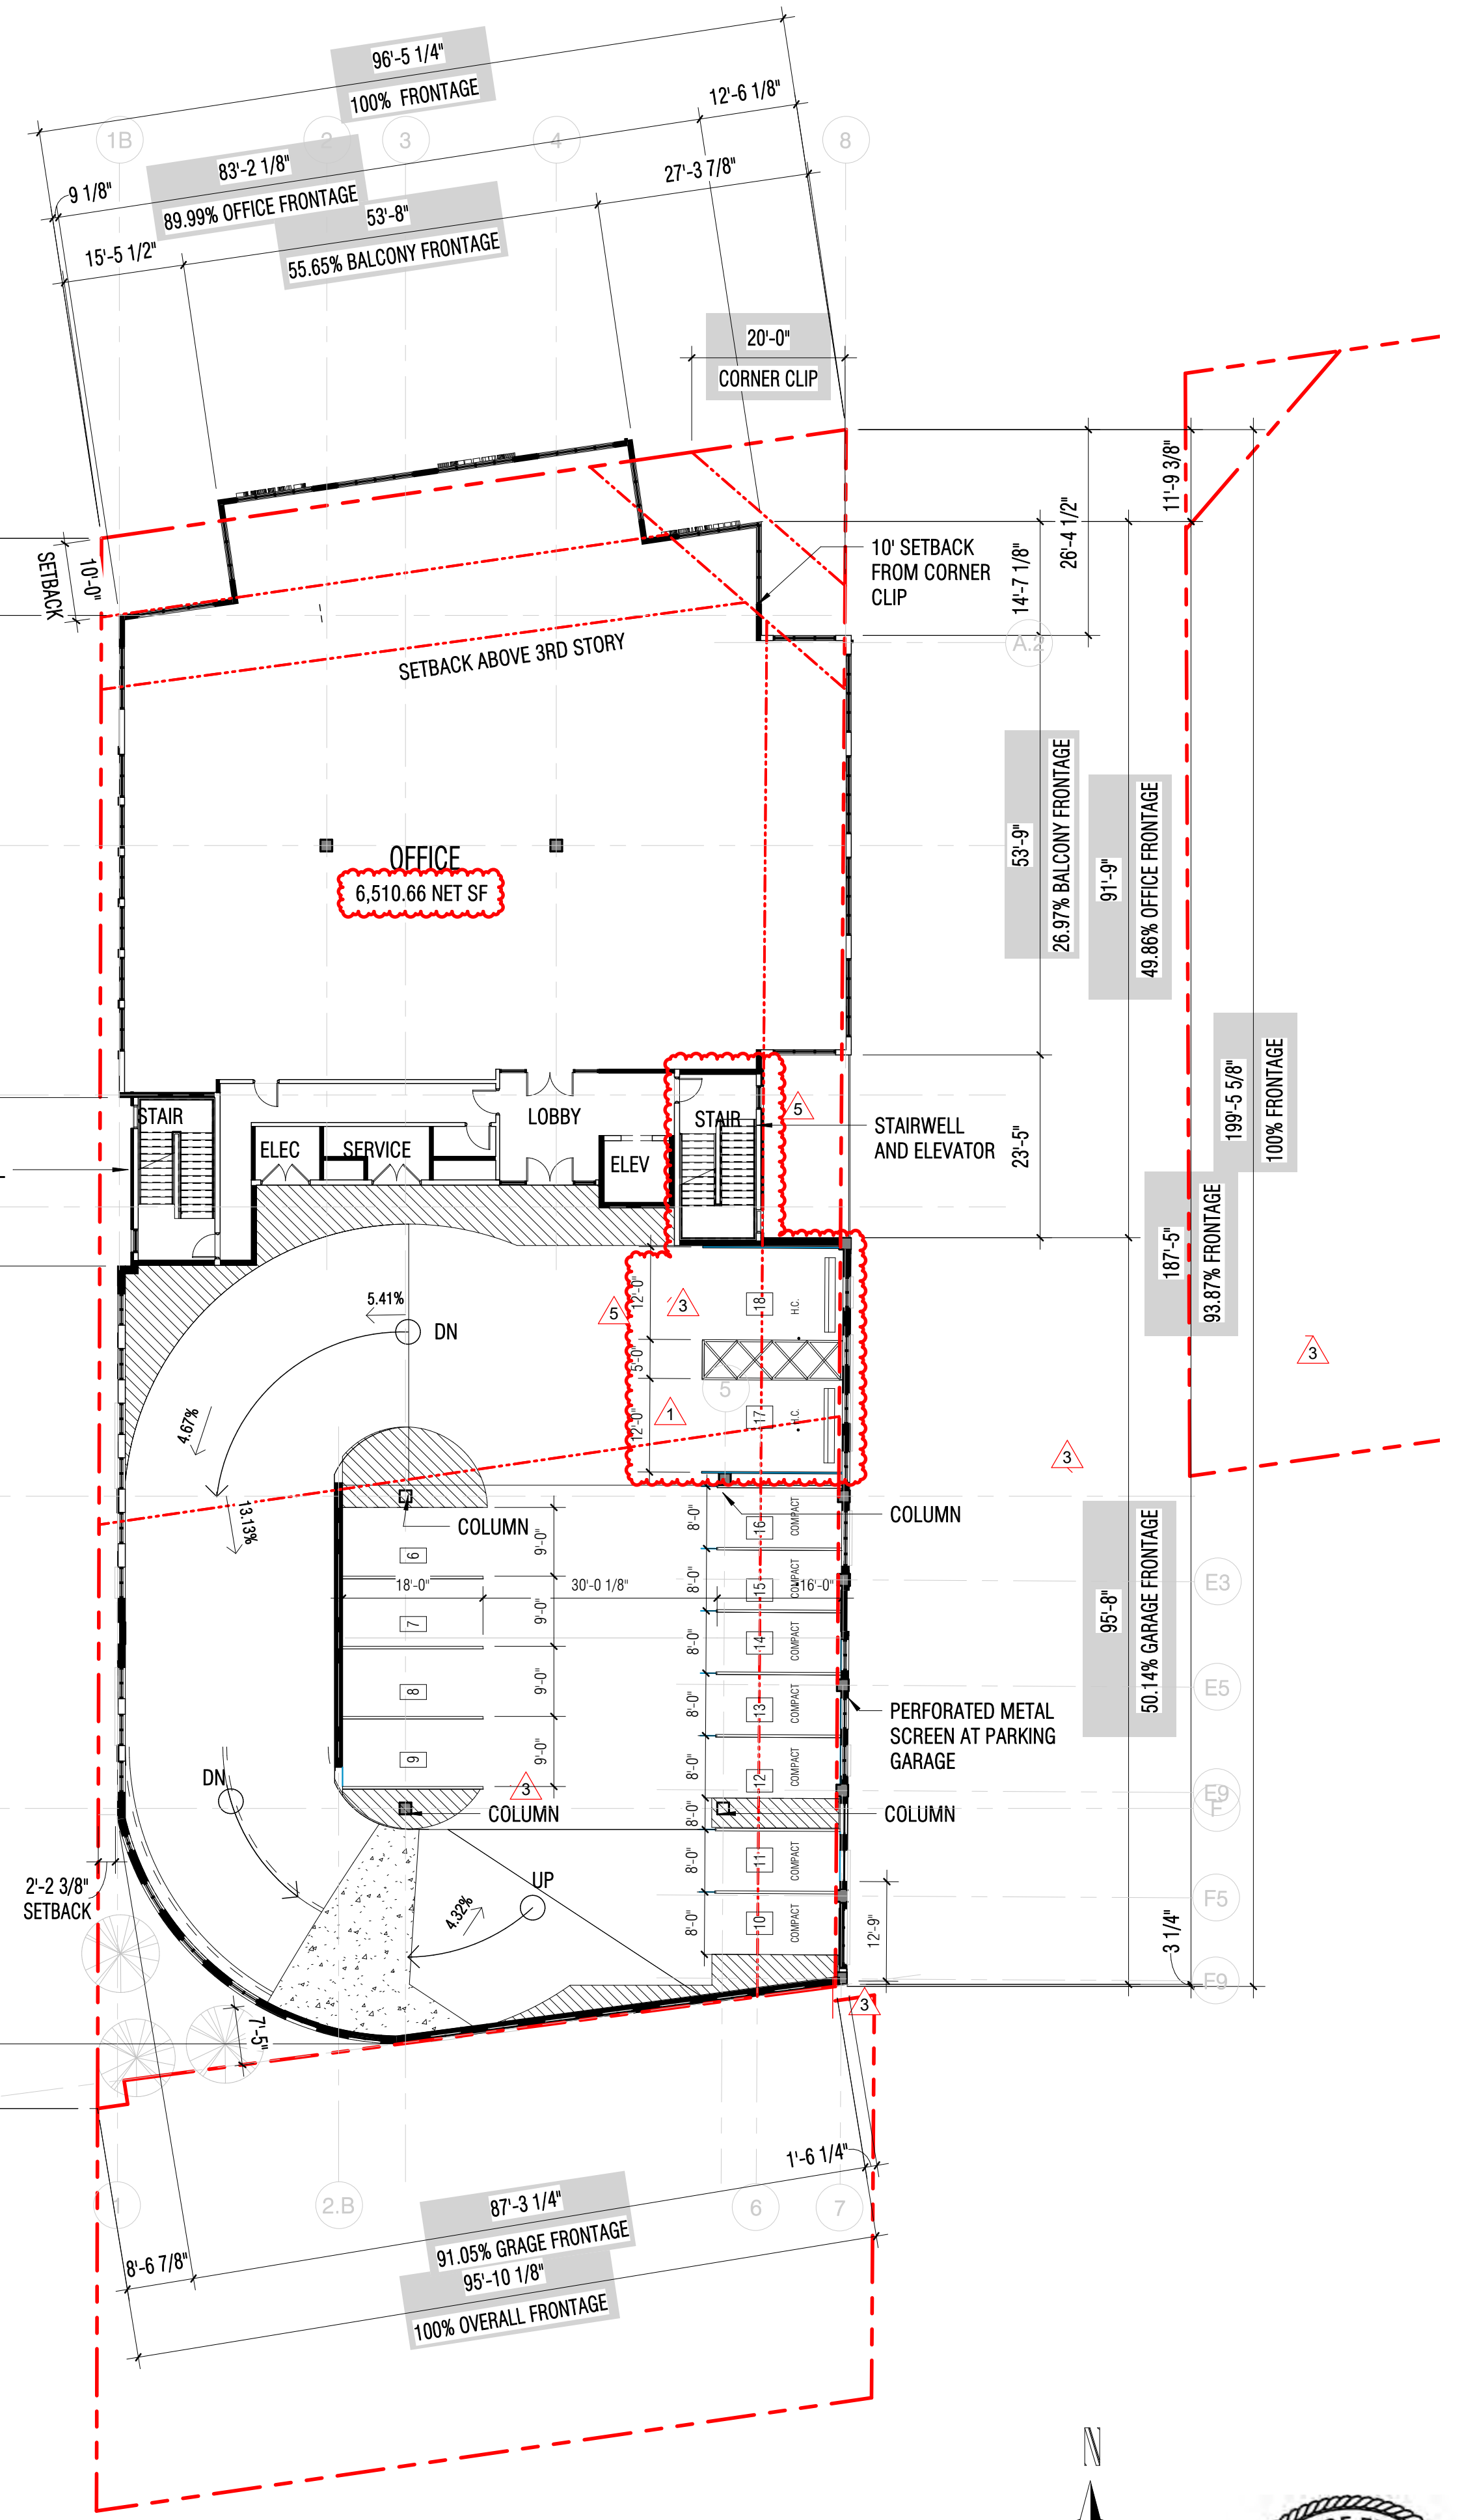 96'-5 1/4"
100% FRONTAGE
12'-6 1/8"
1B
2
3
4
8
83'-2 1/8"
89.99% OFFICE FRONTAGE
27'-3 7/8"
9 1/8"
53'-8"
55.65% BALCONY FRONTAGE
15'-5 1/2"
20'-0"
CORNER CLIP
11'-9 3/8"
26'-4 1/2"
14'-7 1/8"
10' SETBACK
FROM CORNER
CLIP
10'-0"
SETBACK
A.2
SETBACK ABOVE 3RD STORY
OFFICE
6,510.66 NET SF
53'-9"
26.97% BALCONY FRONTAGE
91'-9"
49.86% OFFICE FRONTAGE
199'-5 5/8"
100% FRONTAGE
187'-5"
93.87% FRONTAGE
23'-5"
STAIR
LOBBY
STAIR
5
STAIRWELL
AND ELEVATOR
ELEC
SERVICE
ELEV
5.41%
DN
4.67%
13.13%
5
12'-0"
3
18
H.C.
5'-0"
5
12'-0"
1
17
H.C.
3
3
COLUMN
COLUMN
8'-0"
16
COMPACT
6
9'-0"
18'-0"
30'-0 1/8"
8'-0"
15
COMPACT
16'-0"
E3
7
9'-0"
8'-0"
14
COMPACT
8
9'-0"
8'-0"
13
COMPACT
E5
95'-8"
50.14% GARAGE FRONTAGE
PERFORATED METAL
SCREEN AT PARKING
GARAGE
9
9'-0"
8'-0"
12
COMPACT
DN
3
COLUMN
8'-0"
COLUMN
E9
F
8'-0"
11
COMPACT
2'-2 3/8"
SETBACK
UP
4.32%
8'-0"
10
COMPACT
12'-9"
F5
3 1/4"
F9
3
7'-5"
1'-6 1/4"
1
2.B
6
7
87'-3 1/4"
91.05% GRAGE FRONTAGE
8'-6 7/8"
95'-10 1/8"
100% OVERALL FRONTAGE
N